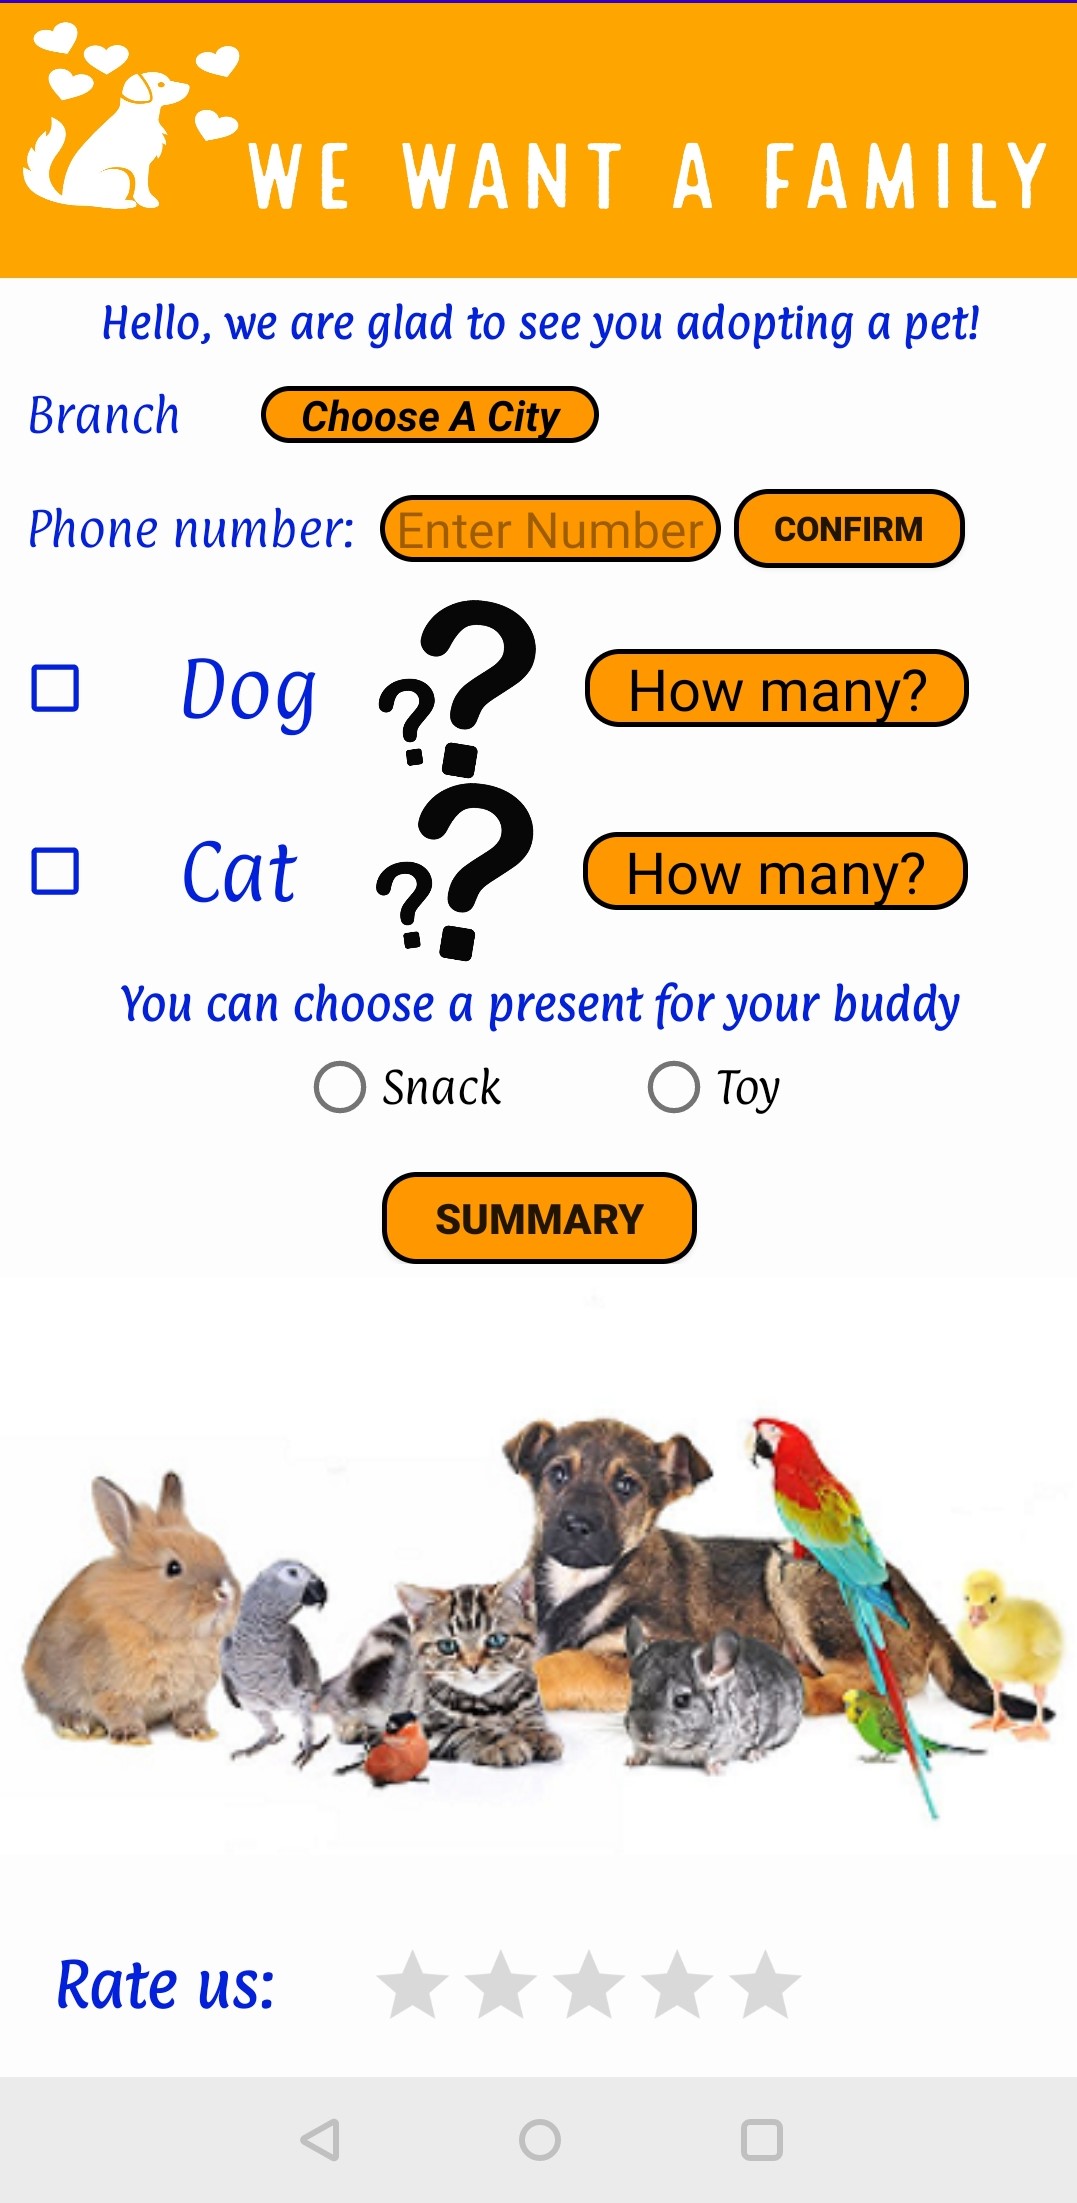 WE WANT A FAMILY
Hello, we are glad to see you adopting a pet!
Branch Choose A City
Phone number: Enter Number CONFIRM
Dog ?? How many?
Cat ?? How many?
You can choose a present for your buddy
Snack Toy
SUMMARY
Rate us: